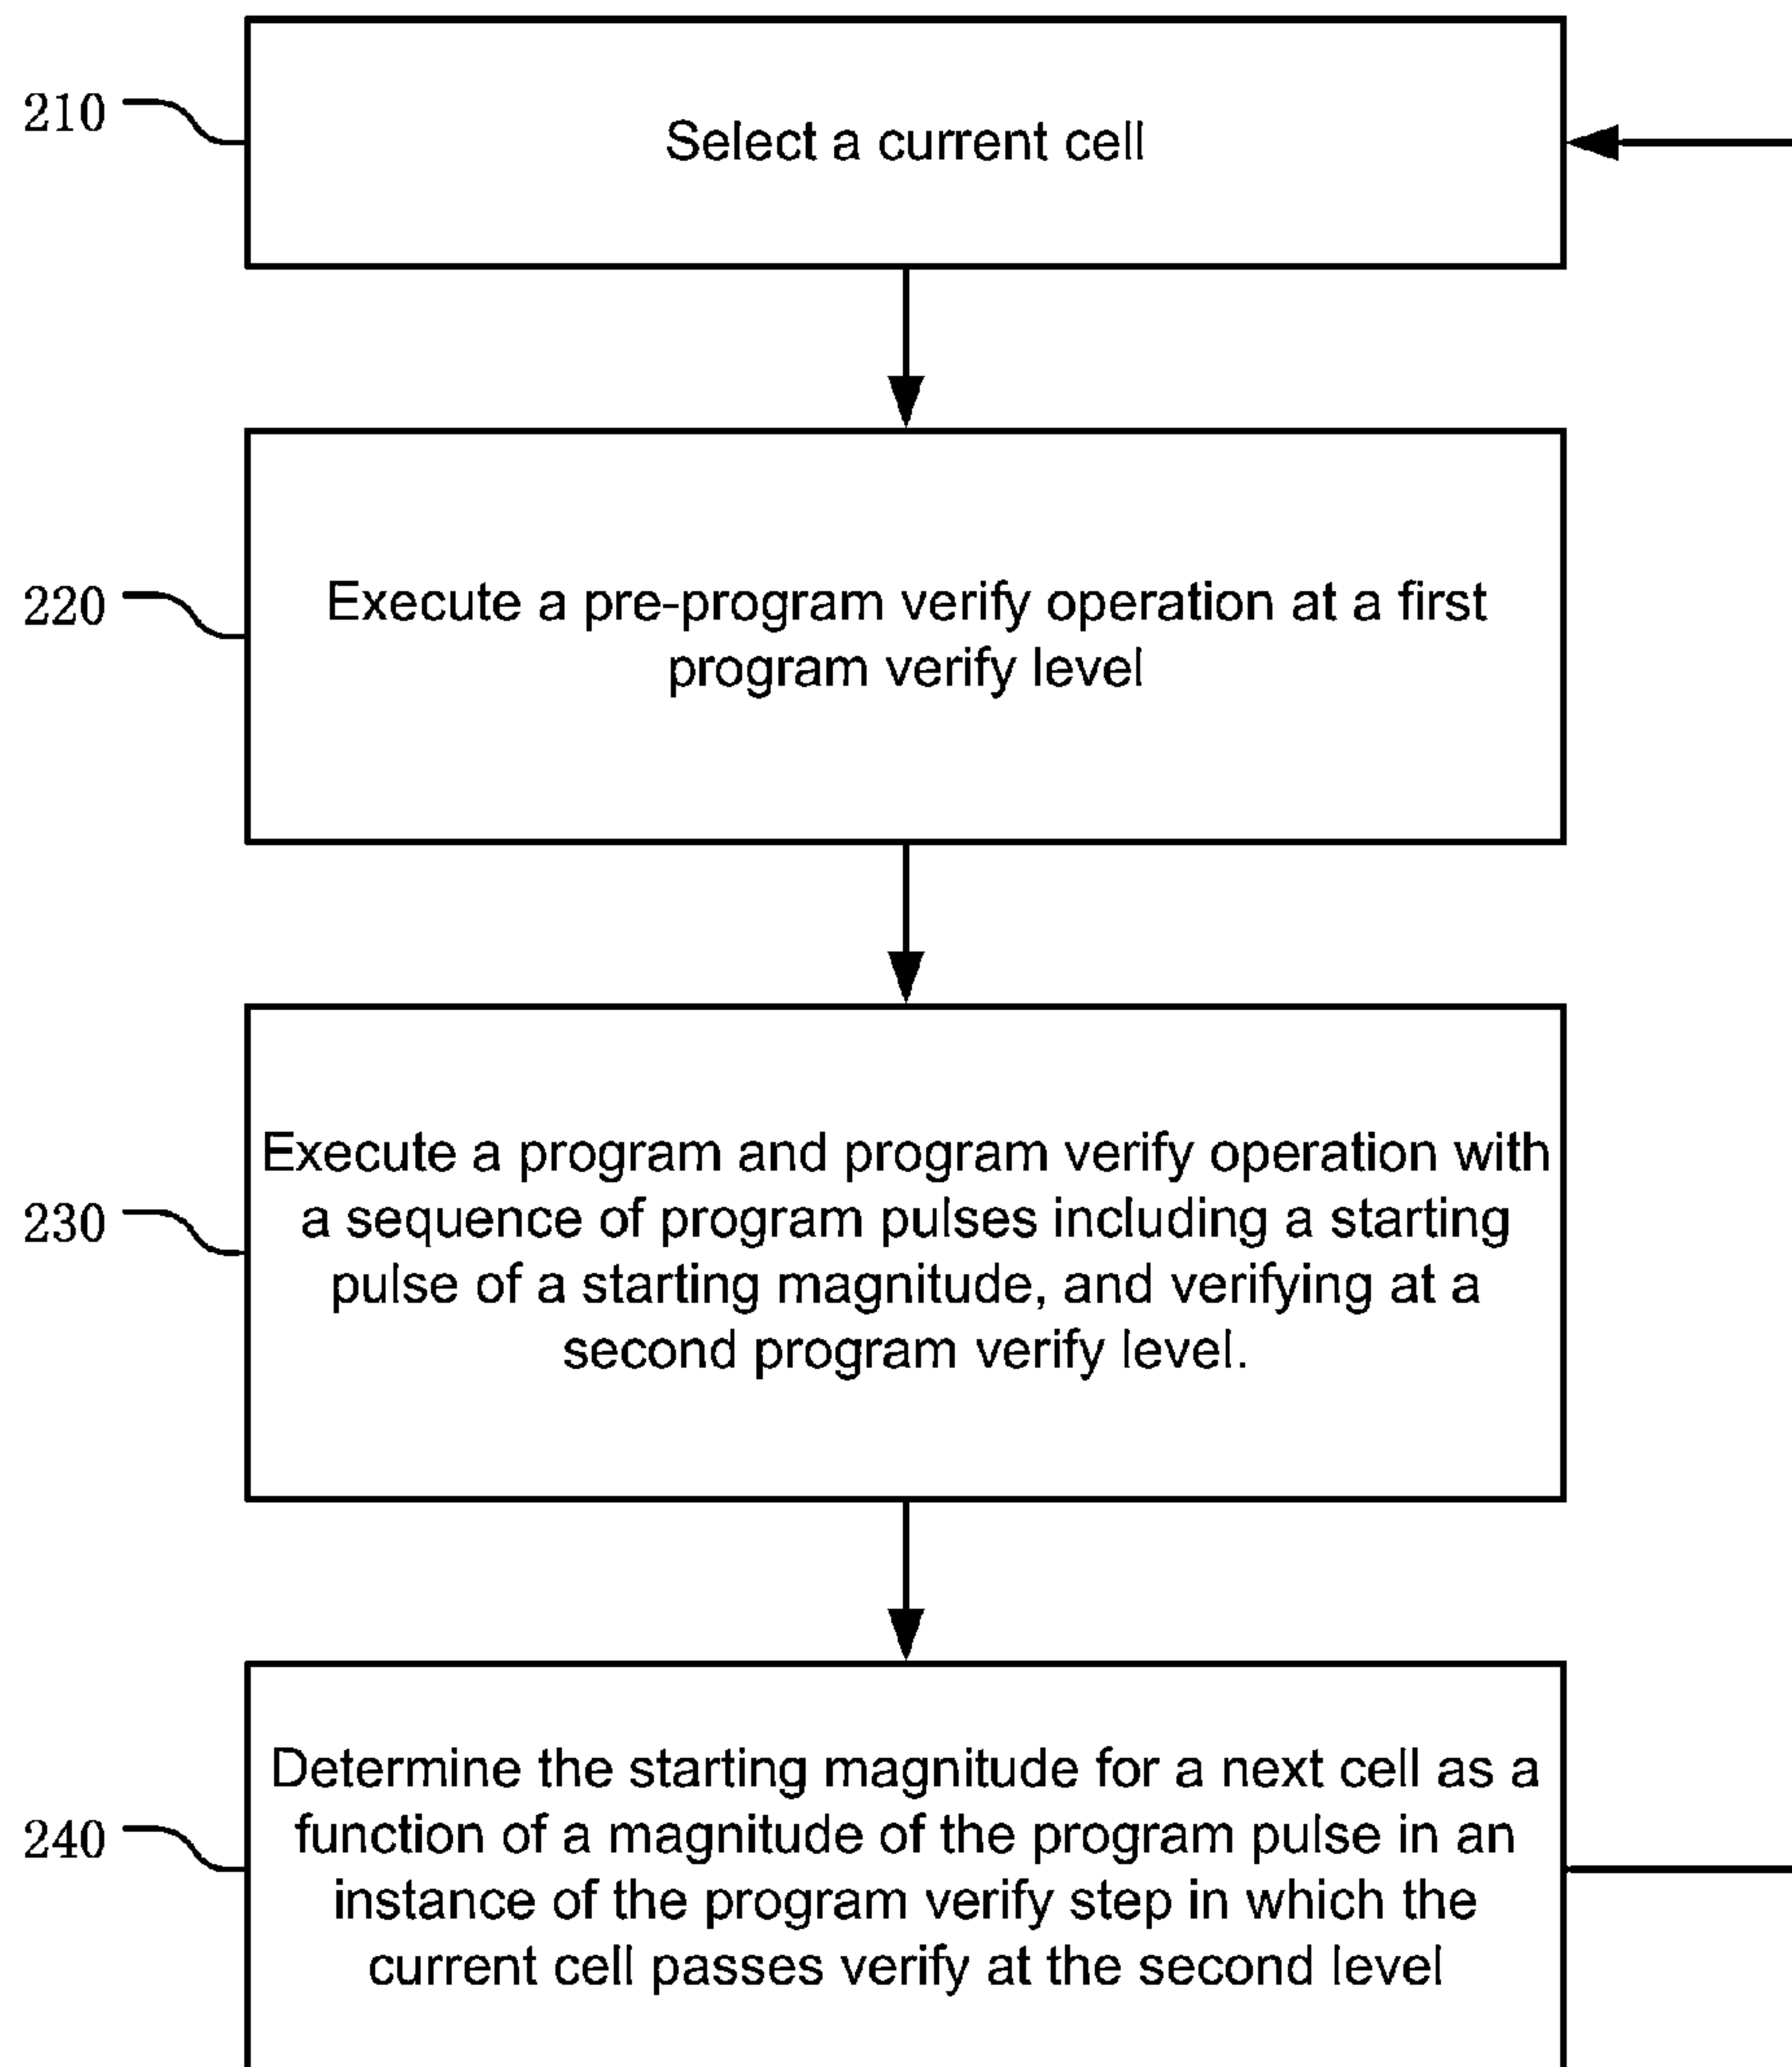 210
Select a current cell
220
Execute a pre-program verify operation at a first
program verify level
230
Execute a program and program verify operation with
a sequence of program pulses including a starting
pulse of a starting magnitude, and verifying at a
second program verify level.
240
Determine the starting magnitude for a next cell as a
function of a magnitude of the program pulse in an
instance of the program verify step in which the
current cell passes verify at the second level